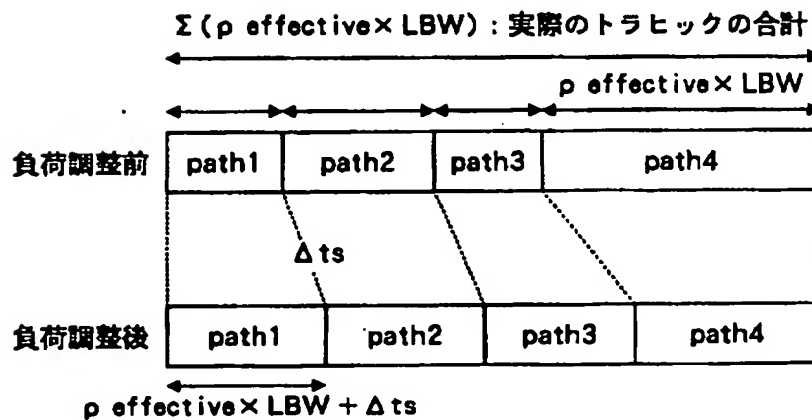 Σ(ρ effective× LBW):実際のトラヒックの合計
ρ effective× LBW
負荷調整前 path1 path2 path3 path4
Δts
負荷調整後 path1 path2 path3 path4
ρ effective× LBW + Δts